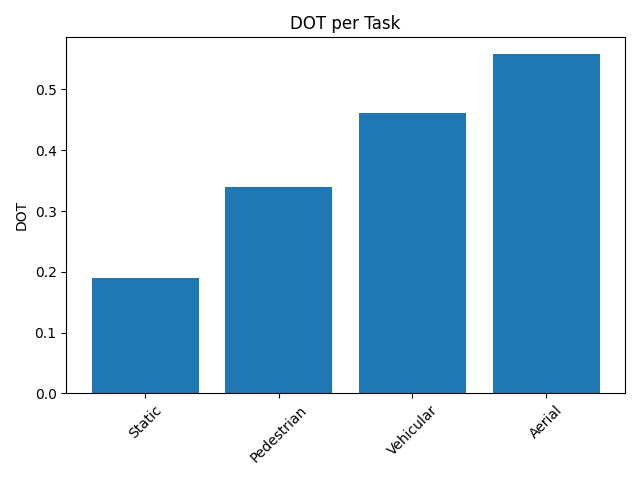 DOT per Task
DOT
0.5
0.4
0.3
0.2
0.1
0.0
Static
Pedestrian
Vehicular
Aerial